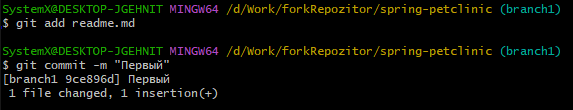 SystemX@DESKTOP-JGEHNIT MINGW64 /d/Work/forkRepozitor/spring-petclinic (branch1)
$ git add readme.md
SystemX@DESKTOP-JGEHNIT MINGW64 /d/Work/forkRepozitor/spring-petclinic (branch1)
$ git commit -m "Первый"
[branch1 9ce896d] Первый
 1 file changed, 1 insertion(+)